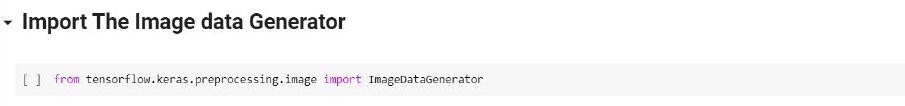 Import The Image data Generator
[ ] from tensorflow.keras.preprocessing.image import ImageDataGenerator